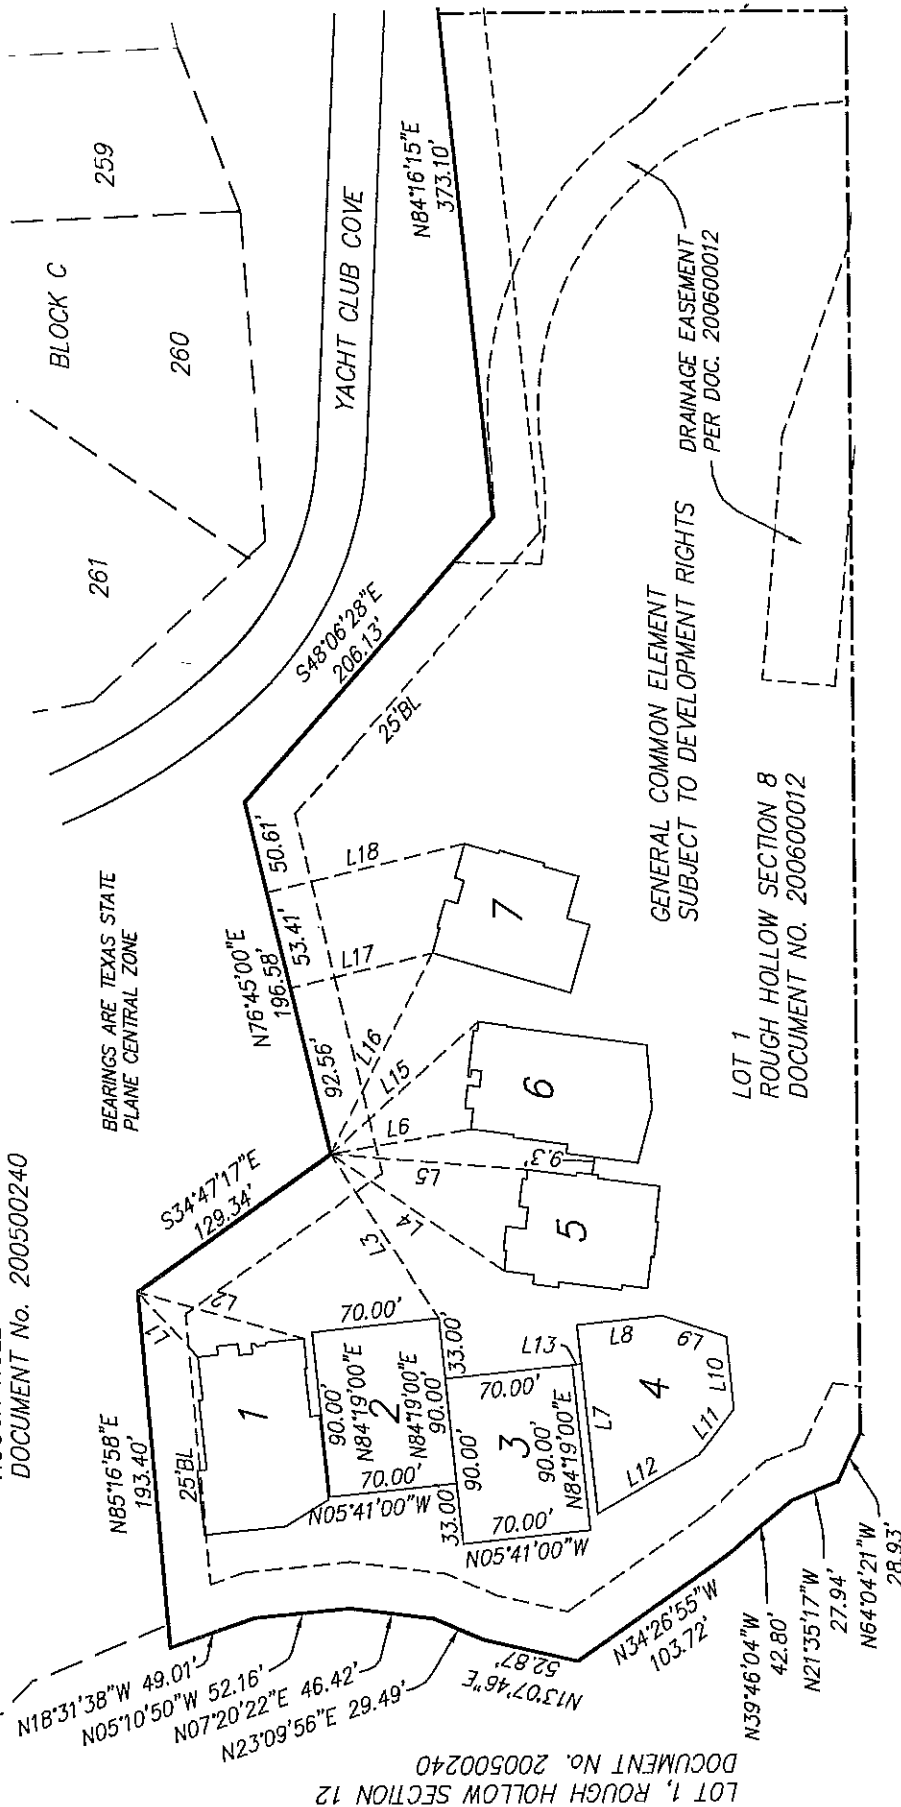 DOCUMENT No. 200500240
BEARINGS ARE TEXAS STATE
PLANE CENTRAL ZONE
BLOCK C
259
260
261
YACHT CLUB COVE
N85°16'58"E
193.40'
25'BL
S34°47'17"E
129.34'
N76°45'00"E
196.58'
92.56'
53.41'
50.61'
S48°06'28"E
206.13'
25'BL
N84°16'15"E
373.10'
L1
L2
L3
L4
L5
L6
L15
L16
L17
L18
9.3'
1
70.00'
90.00'
N84°19'00"E
2
N84°19'00"E
90.00'
70.00'
N05°41'00"W
33.00'
33.00'
90.00'
L13
70.00'
3
90.00'
N84°19'00"E
70.00'
N05°41'00"W
L7
L8
L9
L10
L11
L12
4
5
6
7
GENERAL COMMON ELEMENT
SUBJECT TO DEVELOPMENT RIGHTS
DRAINAGE EASEMENT
PER DOC. 200600012
LOT 1
ROUGH HOLLOW SECTION 8
DOCUMENT NO. 200600012
N18°31'38"W 49.01'
N05°10'50"W 52.16'
N07°20'22"E 46.42'
N23°09'56"E 29.49'
N13°07'46"E
52.87'
N34°26'55"W
103.72'
N39°46'04"W
42.80'
N21°35'17"W
27.94'
N64°04'21"W
28.93'
LOT 1, ROUGH HOLLOW SECTION 12
DOCUMENT No. 200500240